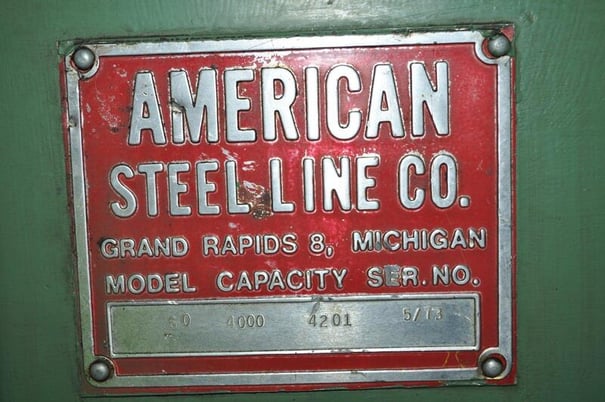 AMERICAN
STEEL LINE CO.
GRAND RAPIDS 8, MICHIGAN
MODEL CAPACITY SER. NO.
4000 4201 5/73